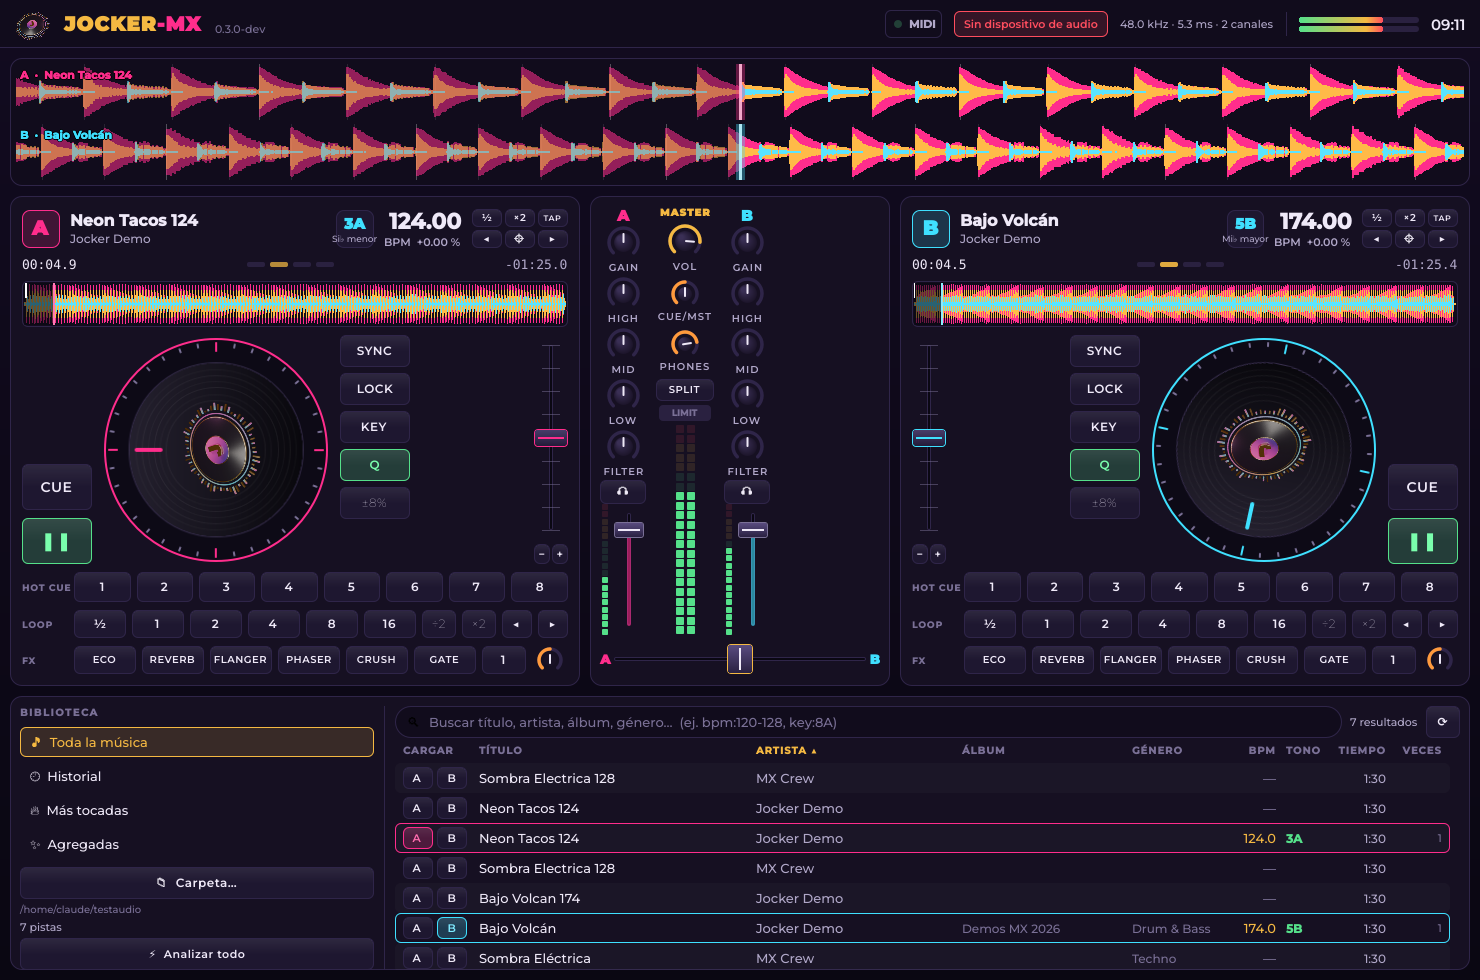 JOCKER-MX 0.3.0-dev MIDI Sin dispositivo de audio 48.0 kHz · 5.3 ms · 2 canales 09:11
A · Neon Tacos 124
B · Bajo Volcán
A Neon Tacos 124 3A 124.00 ½ ×2 TAP
Jocker Demo Si♭ menor BPM +0.00 % ◂ ▸
00:04.9 -01:25.0
SYNC
LOCK
KEY
Q
±8%
CUE
− +
HOT CUE 1 2 3 4 5 6 7 8
LOOP ½ 1 2 4 8 16 ÷2 ×2 ◂ ▸
FX ECO REVERB FLANGER PHASER CRUSH GATE 1
A MASTER B
GAIN VOL GAIN
HIGH CUE/MST HIGH
MID PHONES MID
SPLIT
LIMIT
LOW LOW
FILTER FILTER
A B
B Bajo Volcán 5B 174.00 ½ ×2 TAP
Jocker Demo Mi♭ mayor BPM +0.00 % ◂ ▸
00:04.5 -01:25.4
SYNC
LOCK
KEY
Q
±8%
CUE
− +
HOT CUE 1 2 3 4 5 6 7 8
LOOP ½ 1 2 4 8 16 ÷2 ×2 ◂ ▸
FX ECO REVERB FLANGER PHASER CRUSH GATE 1
BIBLIOTECA
Toda la música
Historial
Más tocadas
Agregadas
Carpeta…
/home/claude/testaudio
7 pistas
Analizar todo
Buscar título, artista, álbum, género… (ej. bpm:120-128, key:8A) 7 resultados
CARGAR TÍTULO ARTISTA ▴ ÁLBUM GÉNERO BPM TONO TIEMPO VECES
A B Sombra Electrica 128 MX Crew — 1:30
A B Neon Tacos 124 Jocker Demo — 1:30
A B Neon Tacos 124 Jocker Demo 124.0 3A 1:30 1
A B Sombra Electrica 128 MX Crew — 1:30
A B Bajo Volcan 174 Jocker Demo — 1:30
A B Bajo Volcán Jocker Demo Demos MX 2026 Drum & Bass 174.0 5B 1:30 1
A B Sombra Eléctrica MX Crew Techno — 1:30